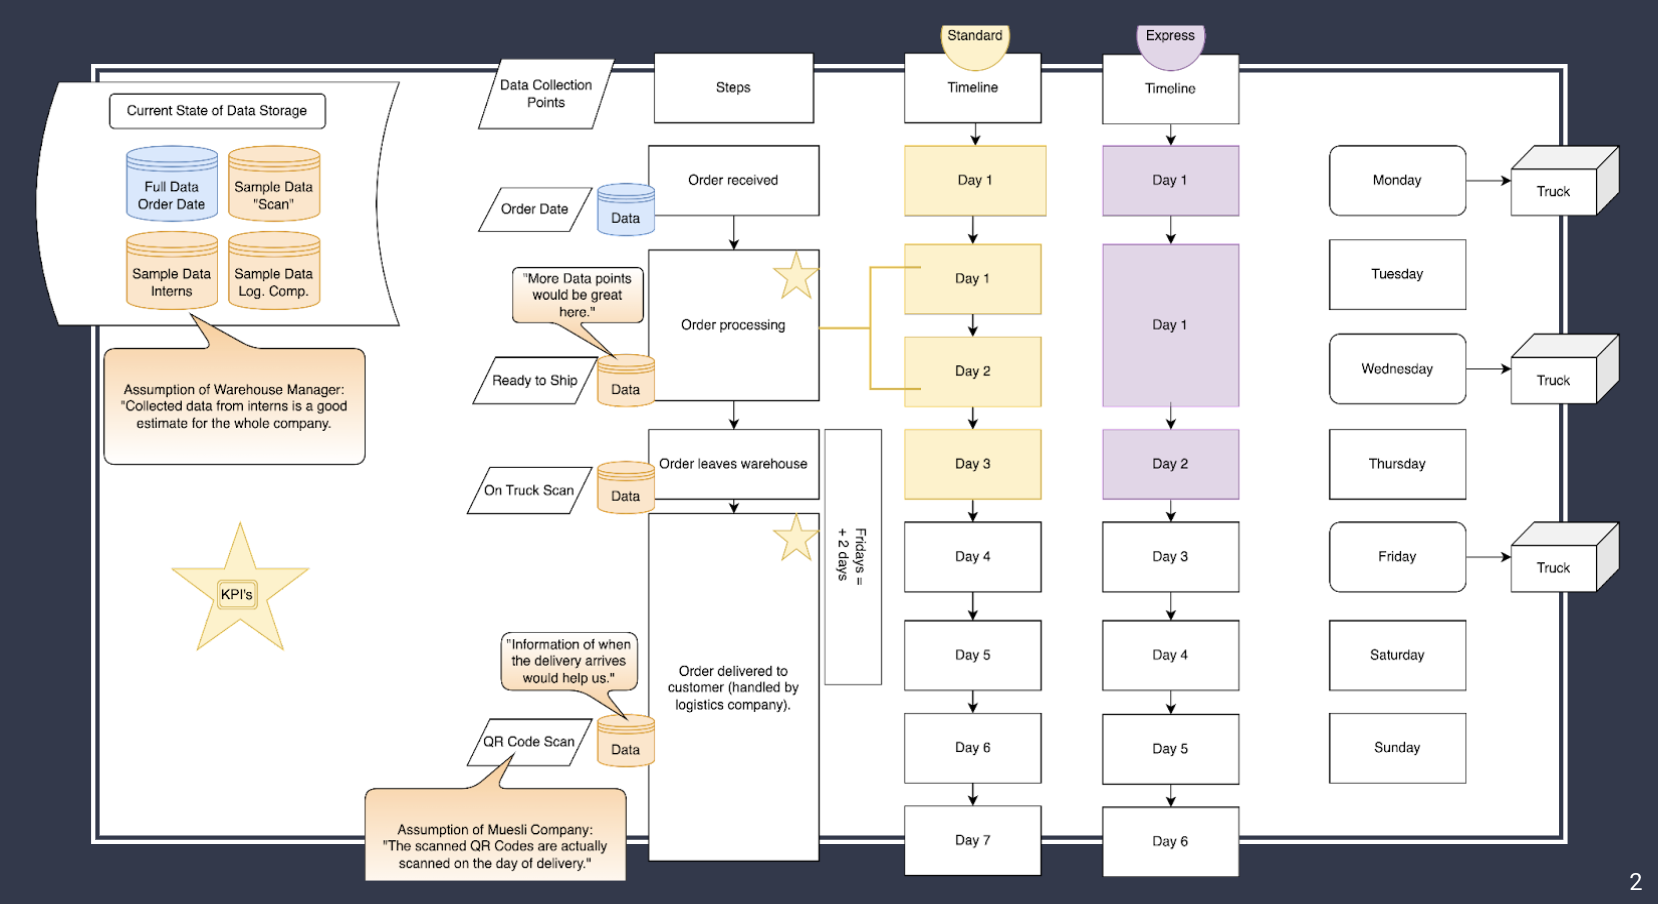 Standard
Express
Current State of Data Storage
Full Data
Order Date
Sample Data
"Scan"
Sample Data
Interns
Sample Data
Log. Comp.
Assumption of Warehouse Manager:
"Collected data from interns is a good
estimate for the whole company.
KPI's
Data Collection
Points
Order Date
Data
"More Data points
would be great
here."
Ready to Ship
Data
On Truck Scan
Data
"Information of when
the delivery arrives
would help us."
QR Code Scan
Data
Assumption of Muesli Company:
"The scanned QR Codes are actually
scanned on the day of delivery."
Steps
Order received
Order processing
Order leaves warehouse
Order delivered to
customer (handled by
logistics company).
Fridays =
+ 2 days
Timeline
Day 1
Day 1
Day 2
Day 3
Day 4
Day 5
Day 6
Day 7
Timeline
Day 1
Day 1
Day 2
Day 3
Day 4
Day 5
Day 6
Monday
Truck
Tuesday
Wednesday
Truck
Thursday
Friday
Truck
Saturday
Sunday
2